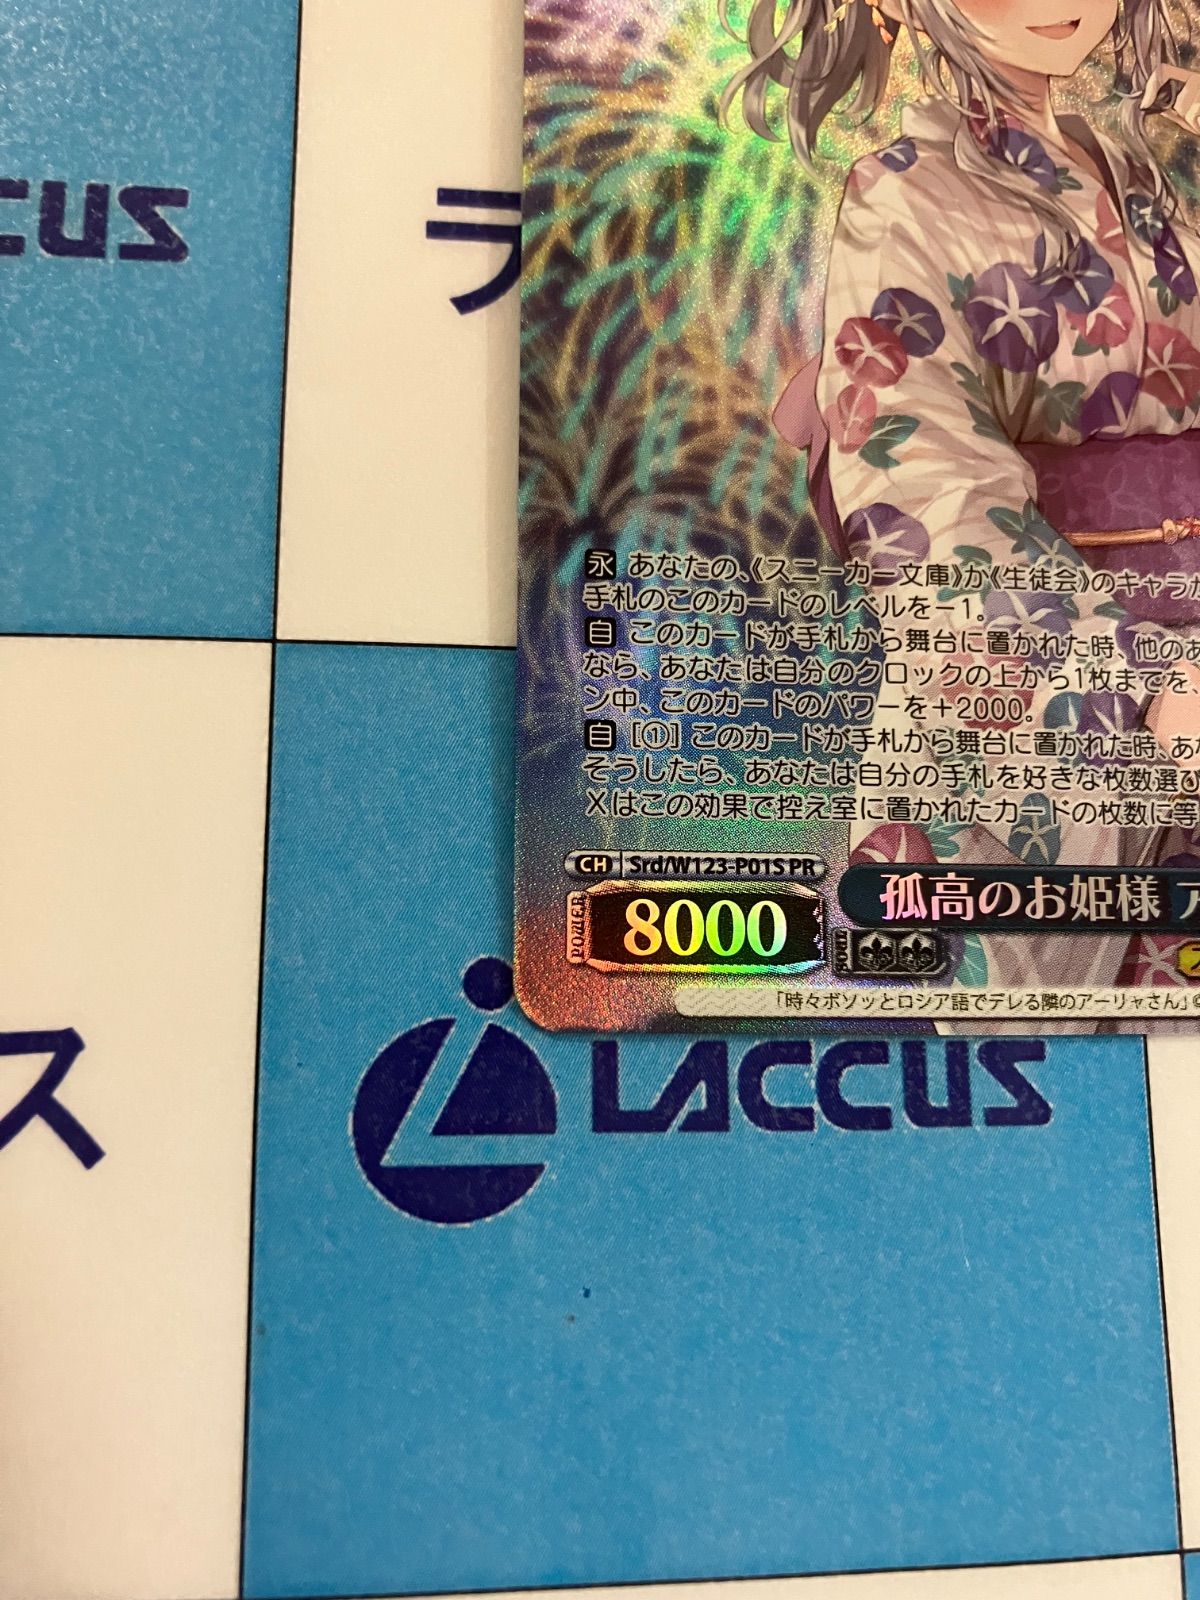 ラ
永 あなたの、《スニーカー文庫》か《生徒会》のキャラが
手札のこのカードのレベルを－1。
自 このカードが手札から舞台に置かれた時、他のあ
なら、あなたは自分のクロックの上から1枚までを、
ン中、このカードのパワーを＋2000。
自 [①] このカードが手札から舞台に置かれた時、あな
そうしたら、あなたは自分の手札を好きな枚数選び
Xはこの効果で控え室に置かれたカードの枚数に等
CH Srd/W123-P01S PR
孤高のお姫様 ア
POWER 8000 SOUL
「時々ボソッとロシア語でデレる隣のアーリャさん」©
ス
LACCUS